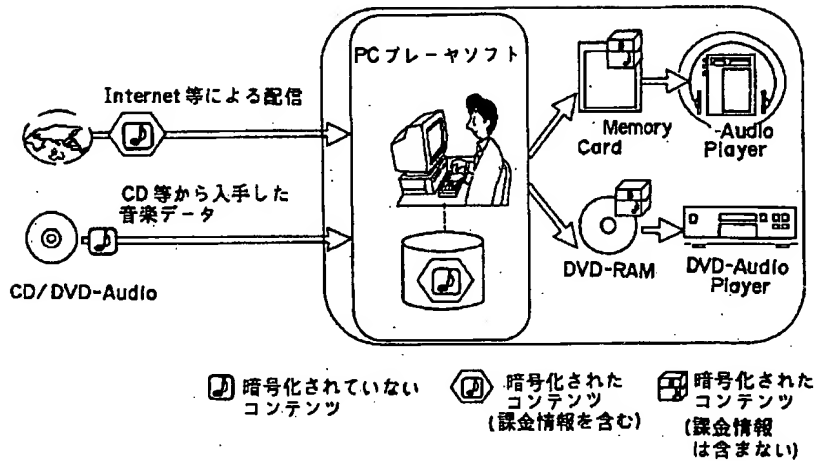 PCプレーヤソフト
Internet 等による配信
CD 等から入手した
音楽データ
CD/DVD-Audio
Memory
Card
-Audio
Player
DVD-RAM
DVD-Audio
Player
暗号化されていない
コンテンツ
暗号化された
コンテンツ
(課金情報を含む)
暗号化された
コンテンツ
(課金情報
は含まない)